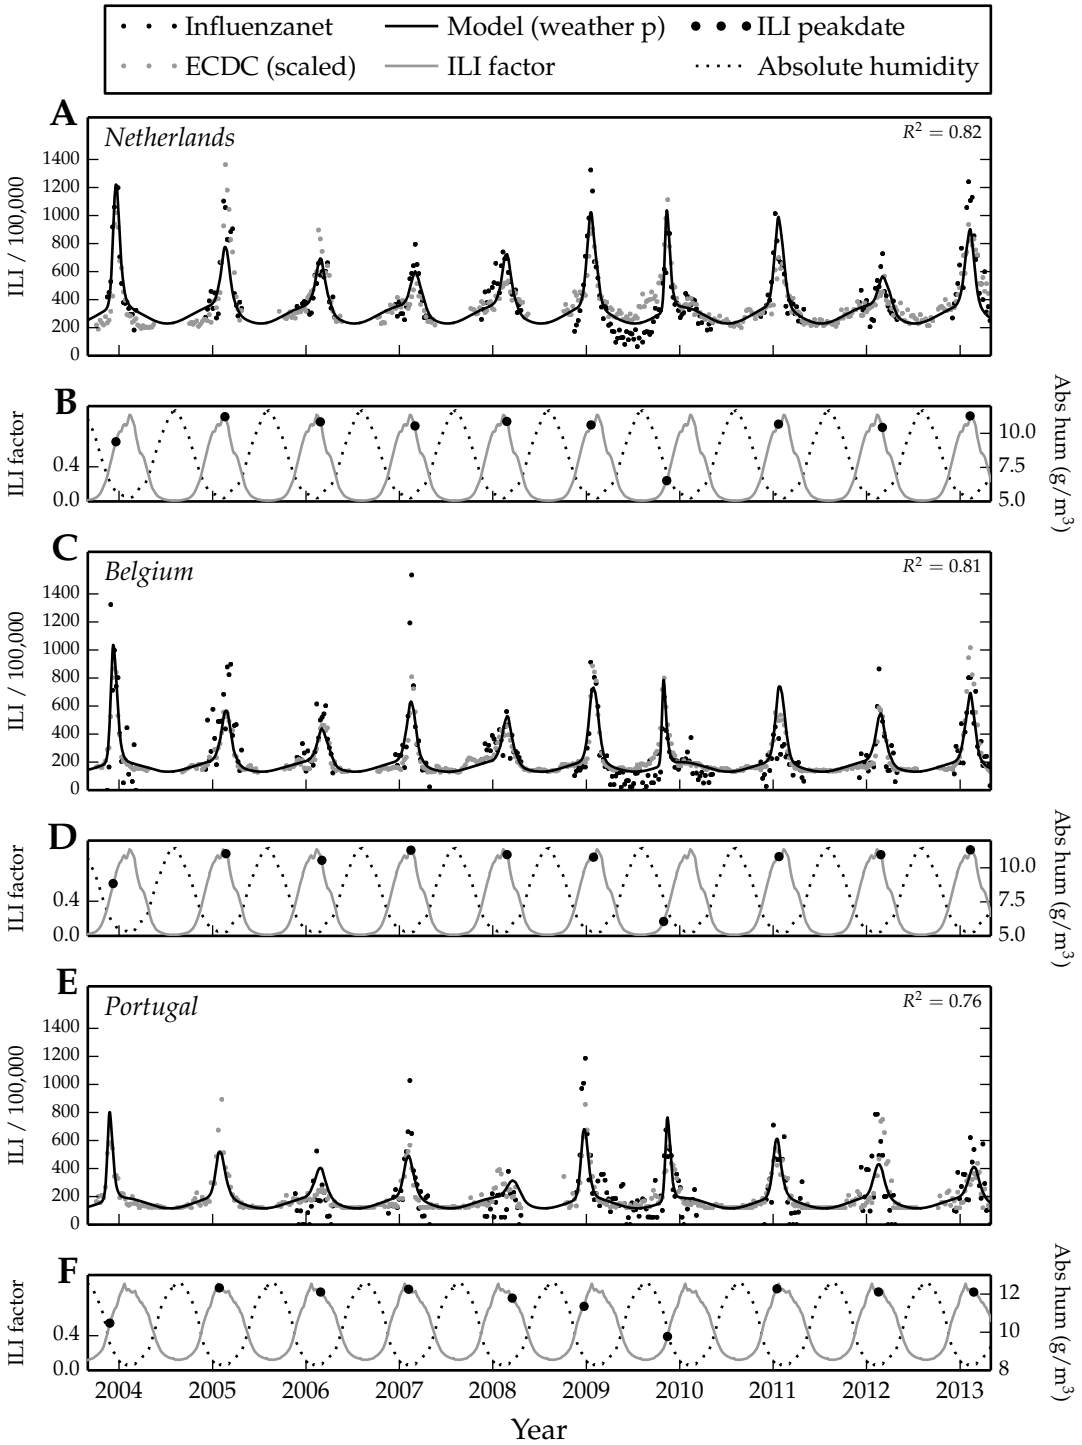 Influenzanet Model (weather p) ILI peakdate
ECDC (scaled) ILI factor Absolute humidity
A
Netherlands
R² = 0.82
ILI / 100,000
1400
1200
1000
800
600
400
200
0
B
ILI factor
0.4
0.0
10.0
7.5
5.0
Abs hum (g/m³)
C
Belgium
R² = 0.81
ILI / 100,000
1400
1200
1000
800
600
400
200
0
D
ILI factor
0.4
0.0
10.0
7.5
5.0
Abs hum (g/m³)
E
Portugal
R² = 0.76
ILI / 100,000
1400
1200
1000
800
600
400
200
0
F
ILI factor
0.4
0.0
12
10
8
Abs hum (g/m³)
2004 2005 2006 2007 2008 2009 2010 2011 2012 2013
Year